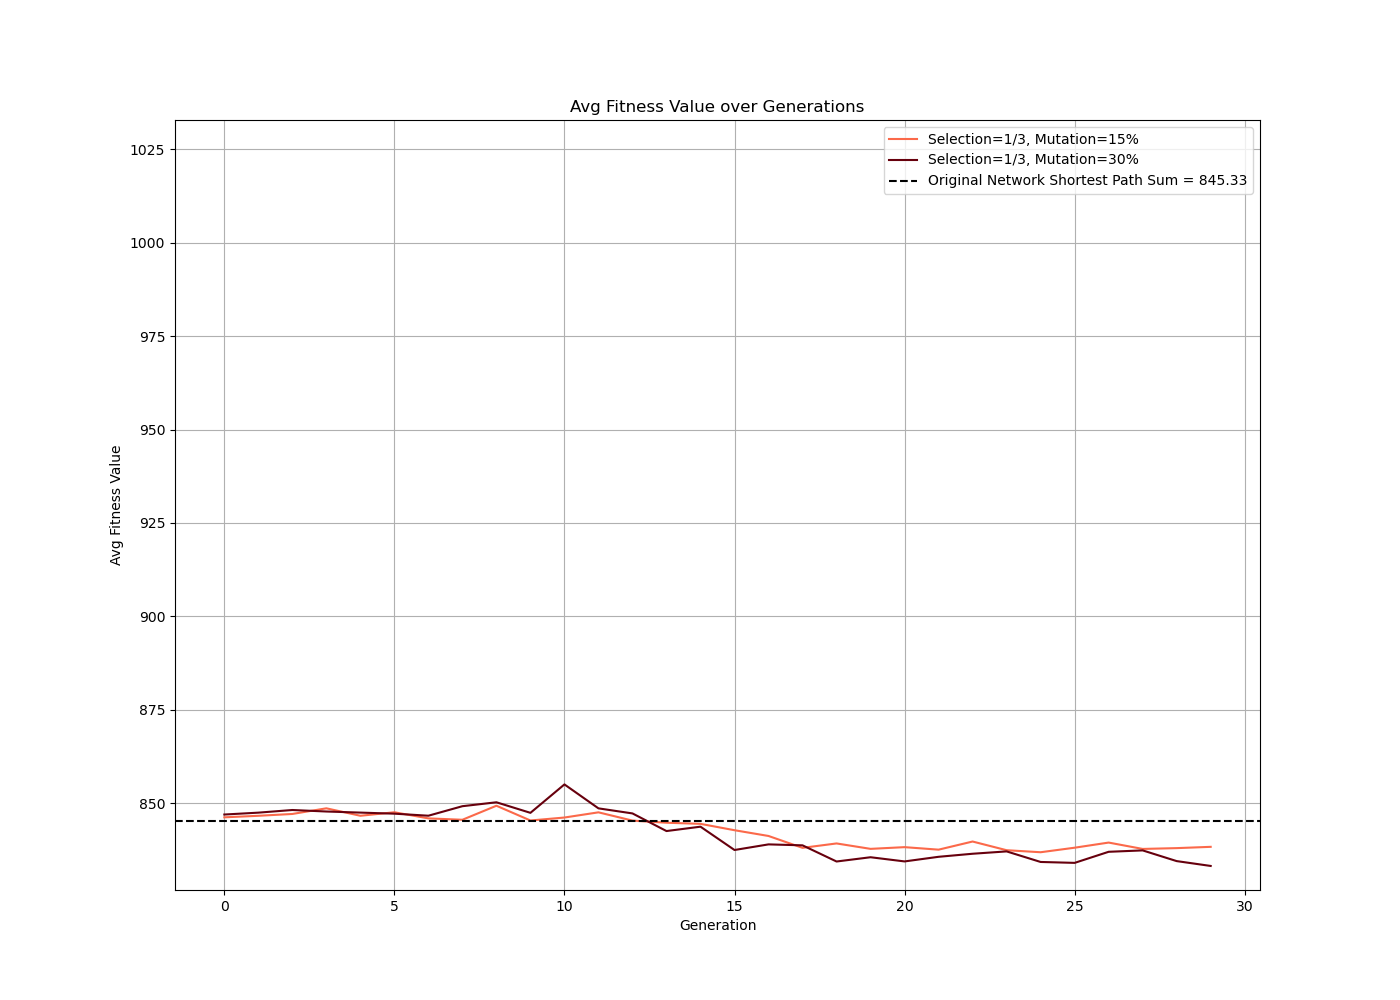 Avg Fitness Value over Generations
Selection=1/3, Mutation=15%
Selection=1/3, Mutation=30%
Original Network Shortest Path Sum = 845.33
Avg Fitness Value
1025
1000
975
950
925
900
875
850
0 5 10 15 20 25 30
Generation